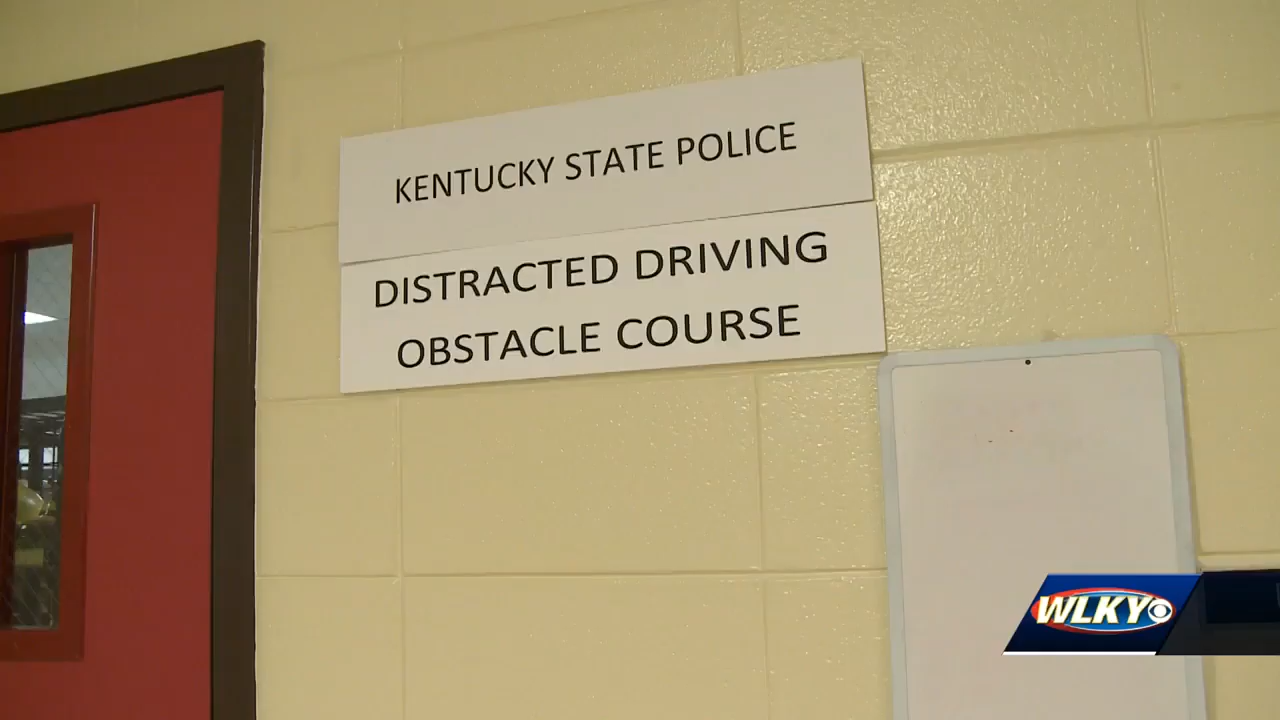 KENTUCKY STATE POLICE
DISTRACTED DRIVING
OBSTACLE COURSE
WLKY